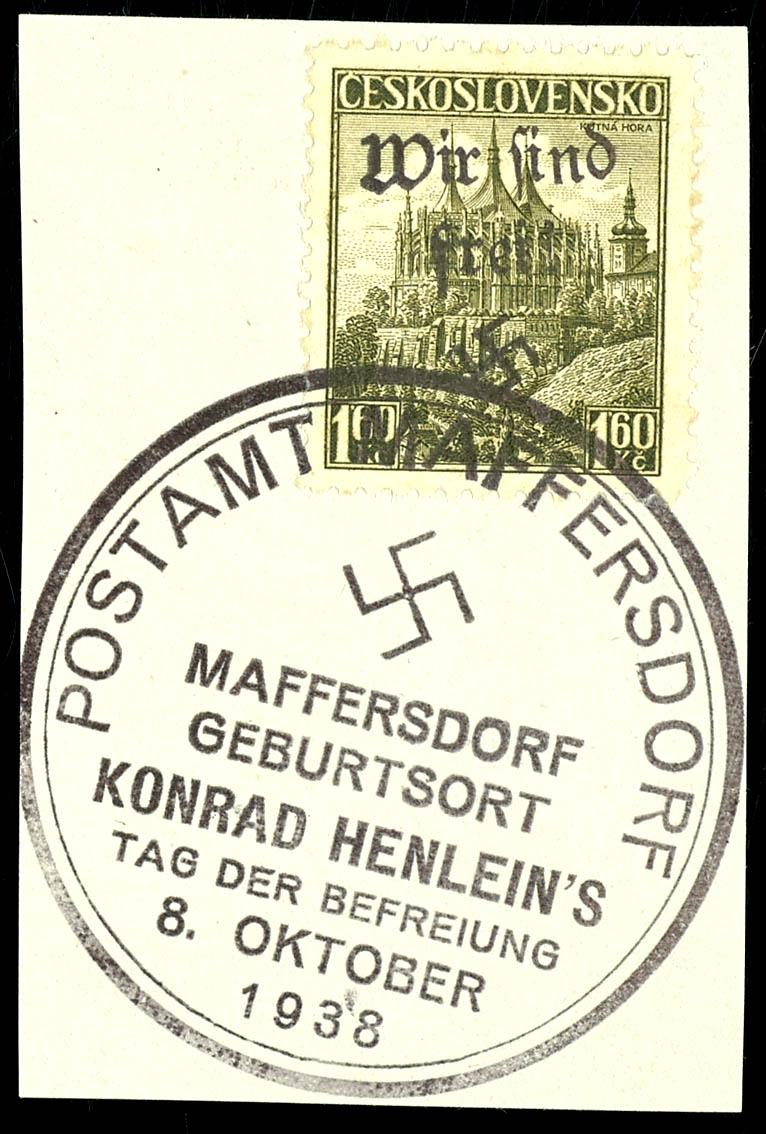 ČESKOSLOVENSKO
KUTNÁ HORA
Wir sind
frei!
1 60 Kč
1 60 Kč
POSTAMT MAFFERSDORF
MAFFERSDORF
GEBURTSORT
KONRAD HENLEIN'S
TAG DER BEFREIUNG
8. OKTOBER
1938